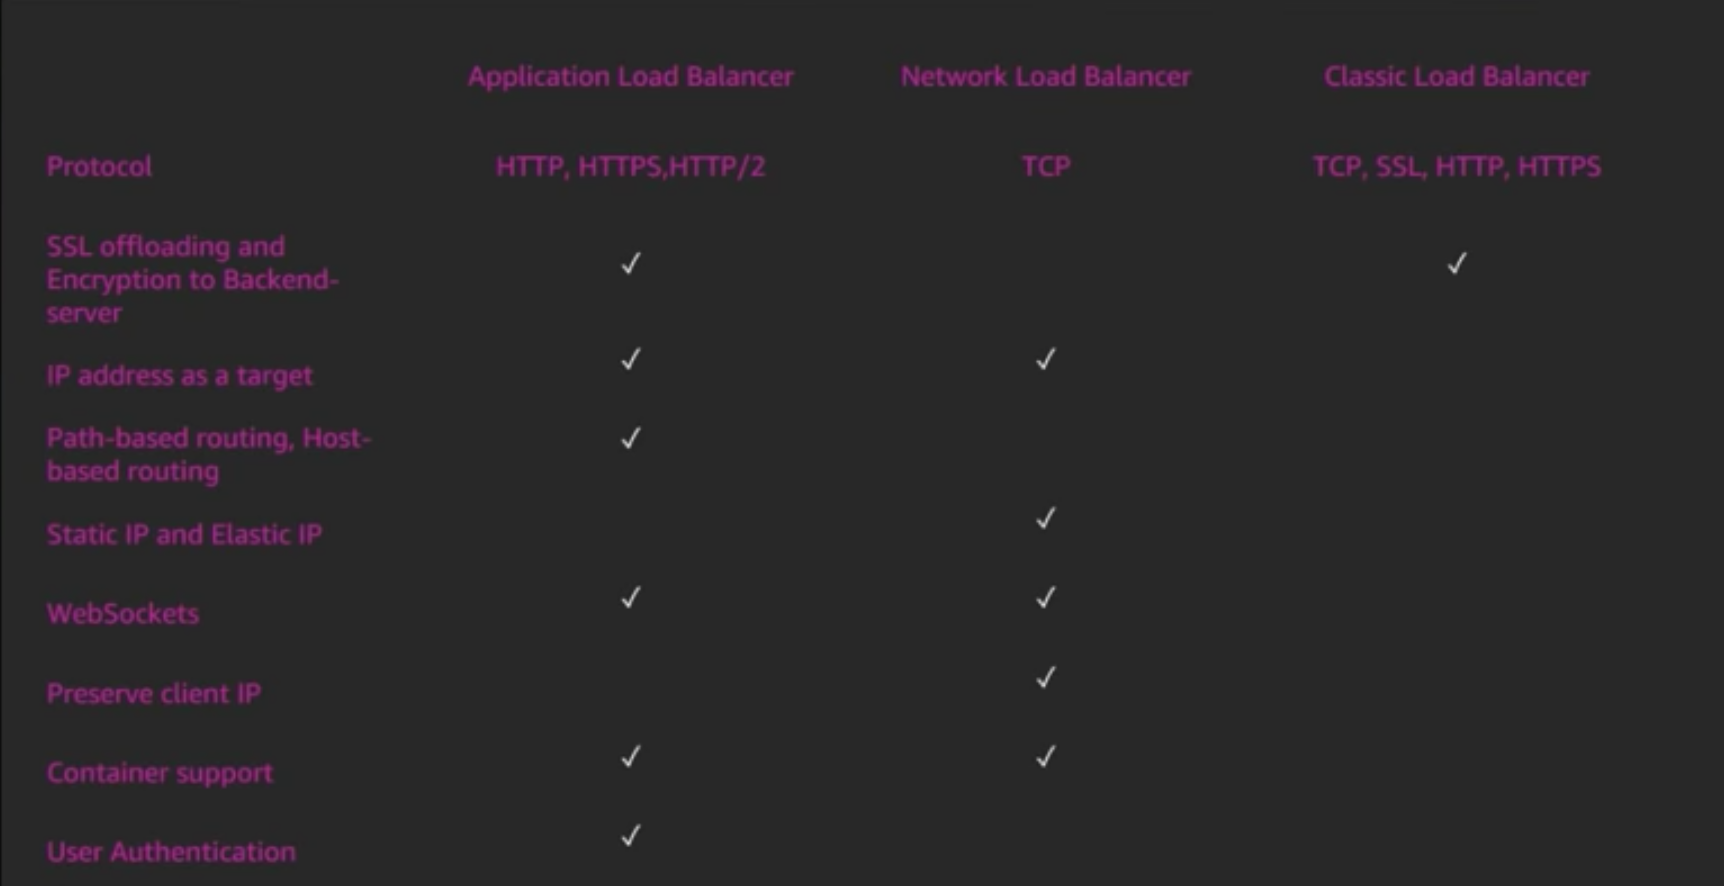 Application Load Balancer Network Load Balancer Classic Load Balancer
Protocol HTTP, HTTPS,HTTP/2 TCP TCP, SSL, HTTP, HTTPS
SSL offloading and
Encryption to Backend-
server
✓ ✓
IP address as a target ✓ ✓
Path-based routing, Host-
based routing
✓
Static IP and Elastic IP ✓
WebSockets ✓ ✓
Preserve client IP ✓
Container support ✓ ✓
User Authentication ✓